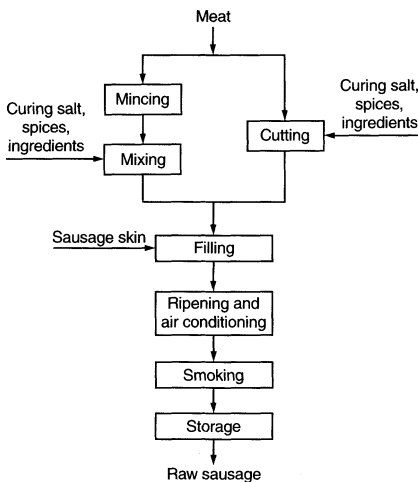 Meat
Mincing
Curing salt,
spices,
ingredients
Mixing
Curing salt,
spices,
ingredients
Cutting
Sausage skin
Filling
Ripening and
air conditioning
Smoking
Storage
Raw sausage